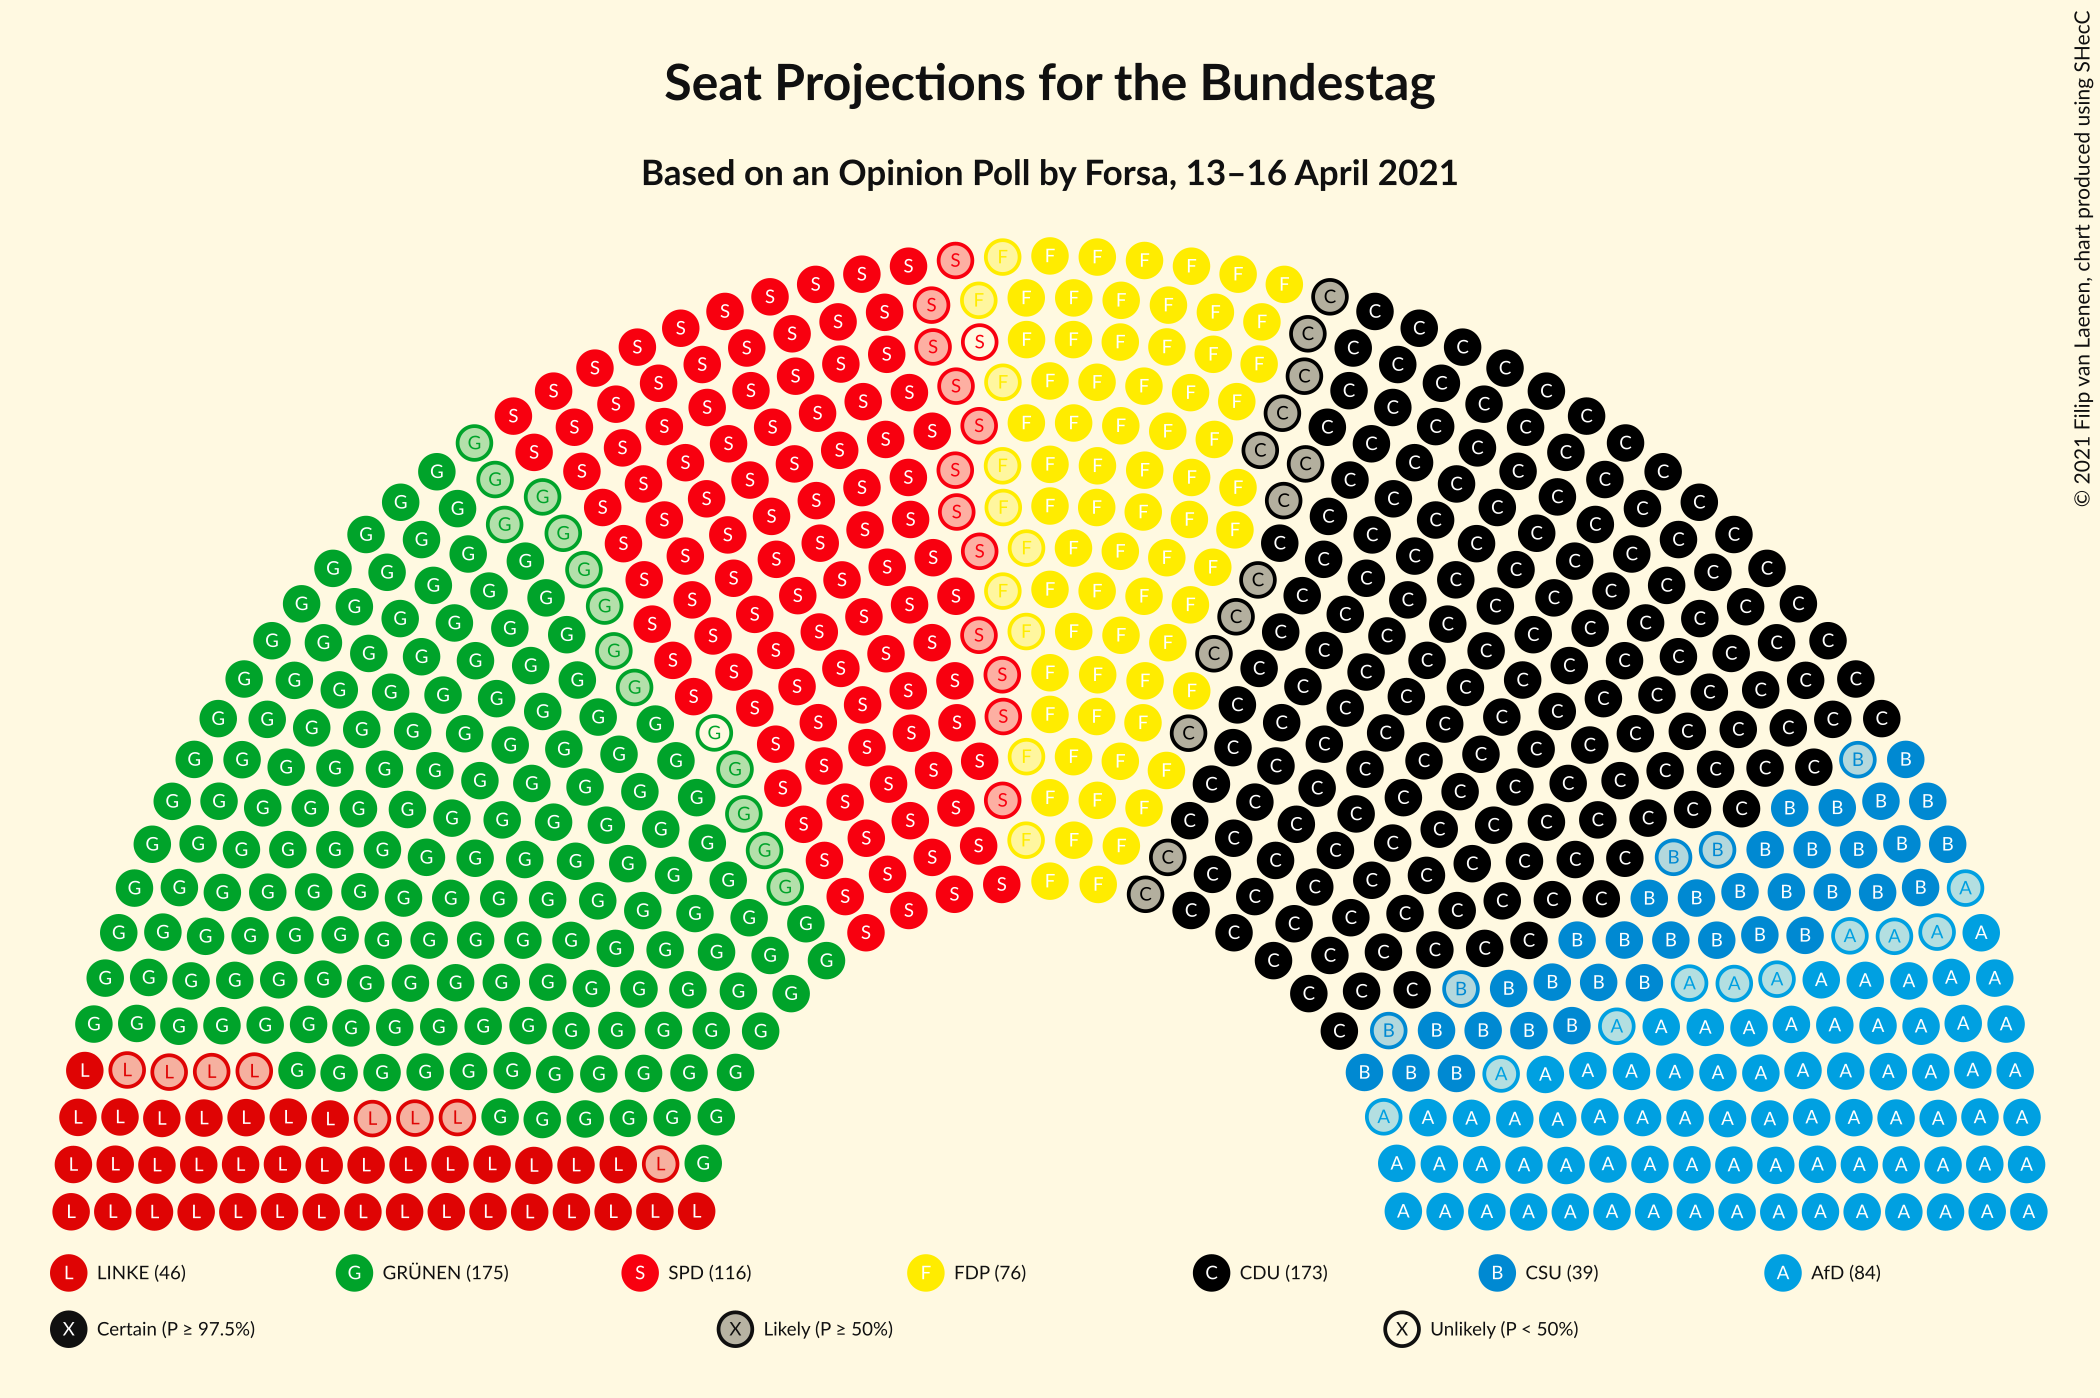 Seat Projections for the Bundestag
Based on an Opinion Poll by Forsa, 13–16 April 2021
© 2021 Filip van Laenen, chart produced using SHecC
L LINKE (46) G GRÜNEN (175) S SPD (116) F FDP (76) C CDU (173) B CSU (39) A AfD (84)
X Certain (P ≥ 97.5%) X Likely (P ≥ 50%) X Unlikely (P < 50%)